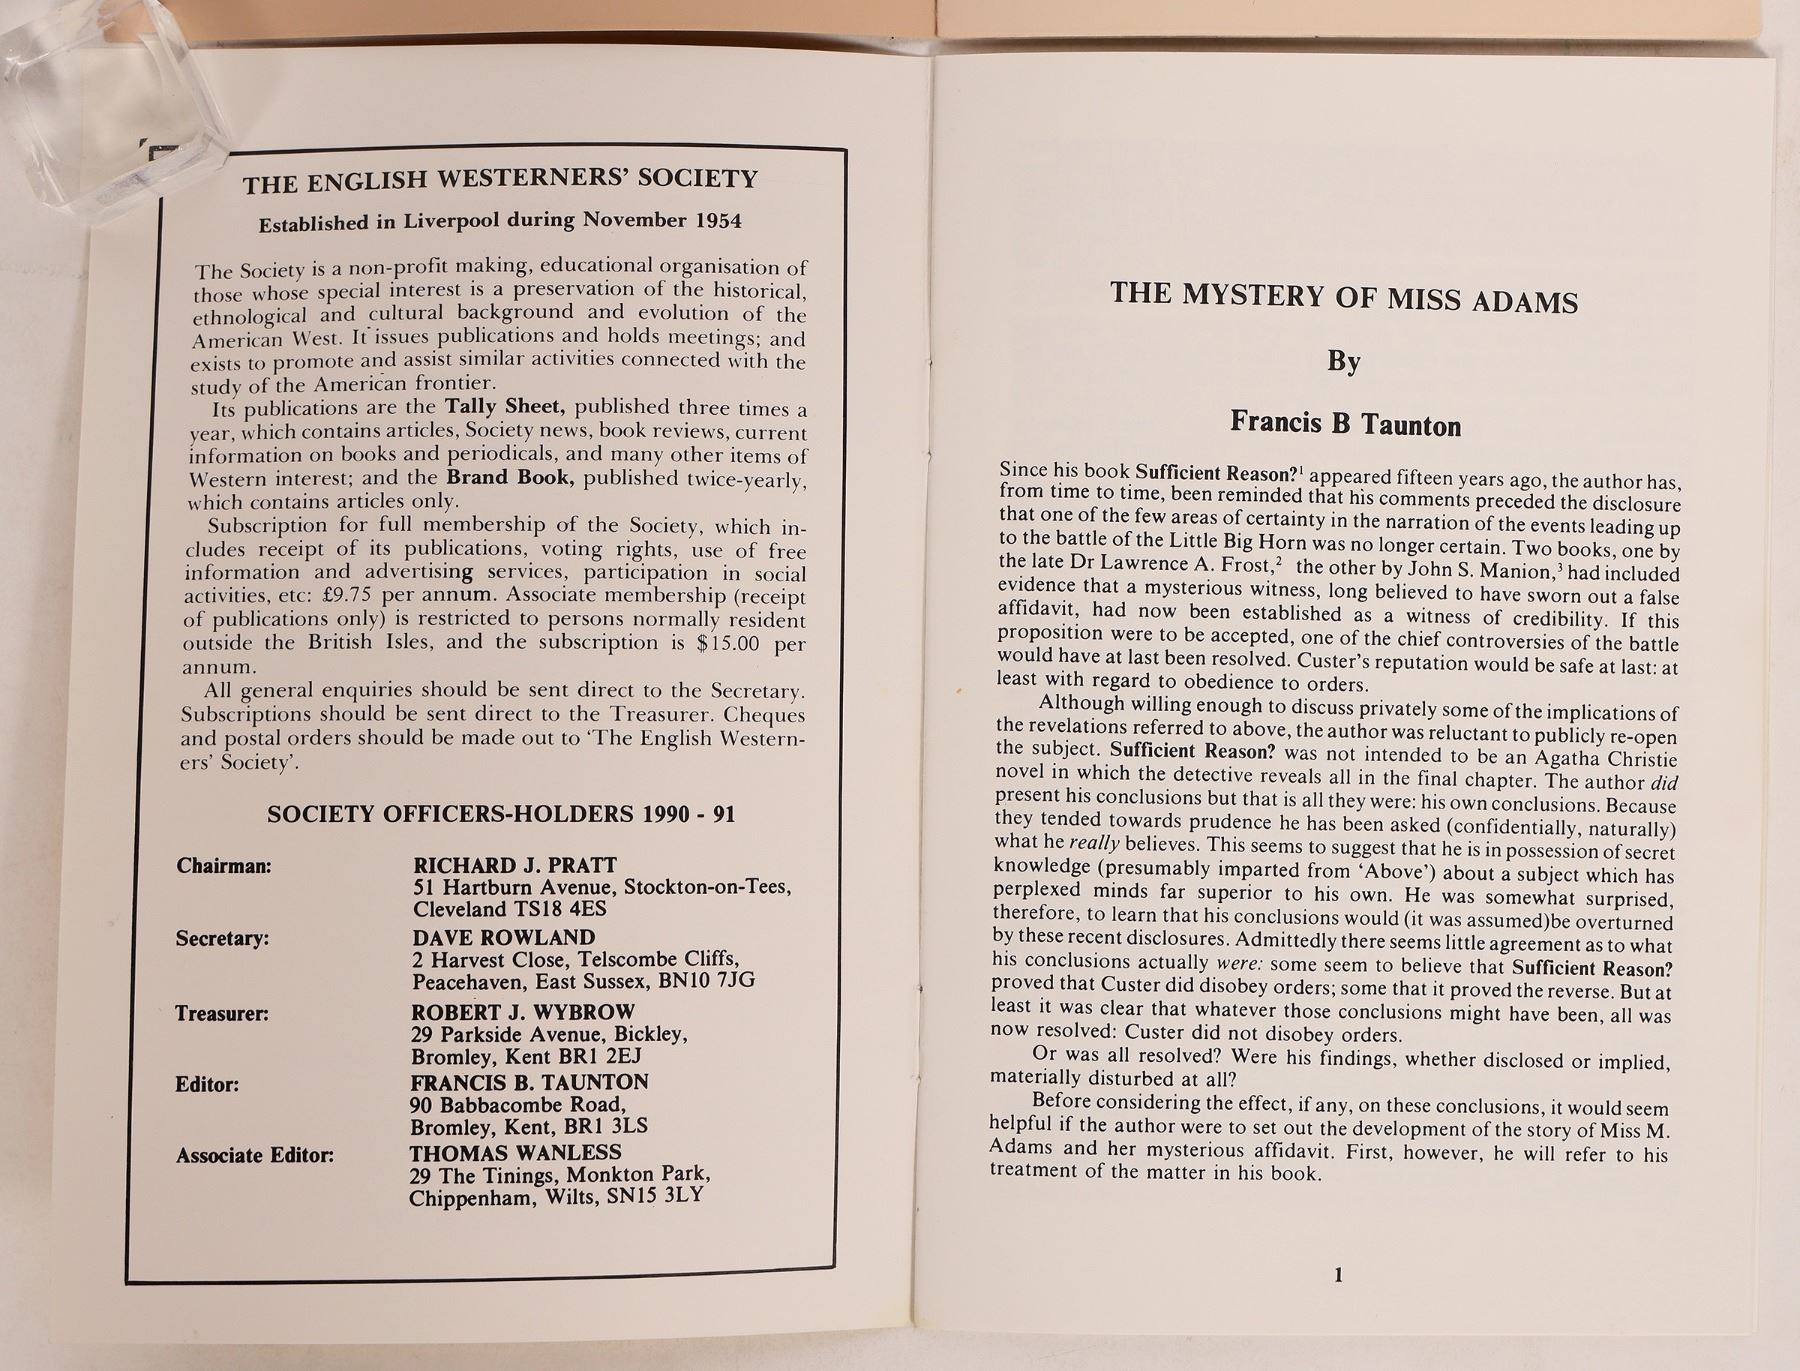 THE ENGLISH WESTERNERS' SOCIETY
Established in Liverpool during November 1954
The Society is a non-profit making, educational organisation of
those whose special interest is a preservation of the historical,
ethnological and cultural background and evolution of the
American West. It issues publications and holds meetings; and
exists to promote and assist similar activities connected with the
study of the American frontier.
Its publications are the Tally Sheet, published three times a
year, which contains articles, Society news, book reviews, current
information on books and periodicals, and many other items of
Western interest; and the Brand Book, published twice-yearly,
which contains articles only.
Subscription for full membership of the Society, which in-
cludes receipt of its publications, voting rights, use of free
information and advertising services, participation in social
activities, etc: £9.75 per annum. Associate membership (receipt
of publications only) is restricted to persons normally resident
outside the British Isles, and the subscription is $15.00 per
annum.
All general enquiries should be sent direct to the Secretary.
Subscriptions should be sent direct to the Treasurer. Cheques
and postal orders should be made out to 'The English Western-
ers' Society'.
SOCIETY OFFICERS-HOLDERS 1990 - 91
Chairman: RICHARD J. PRATT
51 Hartburn Avenue, Stockton-on-Tees,
Cleveland TS18 4ES
Secretary: DAVE ROWLAND
2 Harvest Close, Telscombe Cliffs,
Peacehaven, East Sussex, BN10 7JG
Treasurer: ROBERT J. WYBROW
29 Parkside Avenue, Bickley,
Bromley, Kent BR1 2EJ
Editor: FRANCIS B. TAUNTON
90 Babbacombe Road,
Bromley, Kent, BR1 3LS
Associate Editor: THOMAS WANLESS
29 The Tinings, Monkton Park,
Chippenham, Wilts, SN15 3LY
THE MYSTERY OF MISS ADAMS
By
Francis B Taunton
Since his book Sufficient Reason?¹ appeared fifteen years ago, the author has,
from time to time, been reminded that his comments preceded the disclosure
that one of the few areas of certainty in the narration of the events leading up
to the battle of the Little Big Horn was no longer certain. Two books, one by
the late Dr Lawrence A. Frost,² the other by John S. Manion,³ had included
evidence that a mysterious witness, long believed to have sworn out a false
affidavit, had now been established as a witness of credibility. If this
proposition were to be accepted, one of the chief controversies of the battle
would have at last been resolved. Custer's reputation would be safe at last: at
least with regard to obedience to orders.
Although willing enough to discuss privately some of the implications of
the revelations referred to above, the author was reluctant to publicly re-open
the subject. Sufficient Reason? was not intended to be an Agatha Christie
novel in which the detective reveals all in the final chapter. The author did
present his conclusions but that is all they were: his own conclusions. Because
they tended towards prudence he has been asked (confidentially, naturally)
what he really believes. This seems to suggest that he is in possession of secret
knowledge (presumably imparted from 'Above') about a subject which has
perplexed minds far superior to his own. He was somewhat surprised,
therefore, to learn that his conclusions would (it was assumed)be overturned
by these recent disclosures. Admittedly there seems little agreement as to what
his conclusions actually were: some seem to believe that Sufficient Reason?
proved that Custer did disobey orders; some that it proved the reverse. But at
least it was clear that whatever those conclusions might have been, all was
now resolved: Custer did not disobey orders.
Or was all resolved? Were his findings, whether disclosed or implied,
materially disturbed at all?
Before considering the effect, if any, on these conclusions, it would seem
helpful if the author were to set out the development of the story of Miss M.
Adams and her mysterious affidavit. First, however, he will refer to his
treatment of the matter in his book.
1